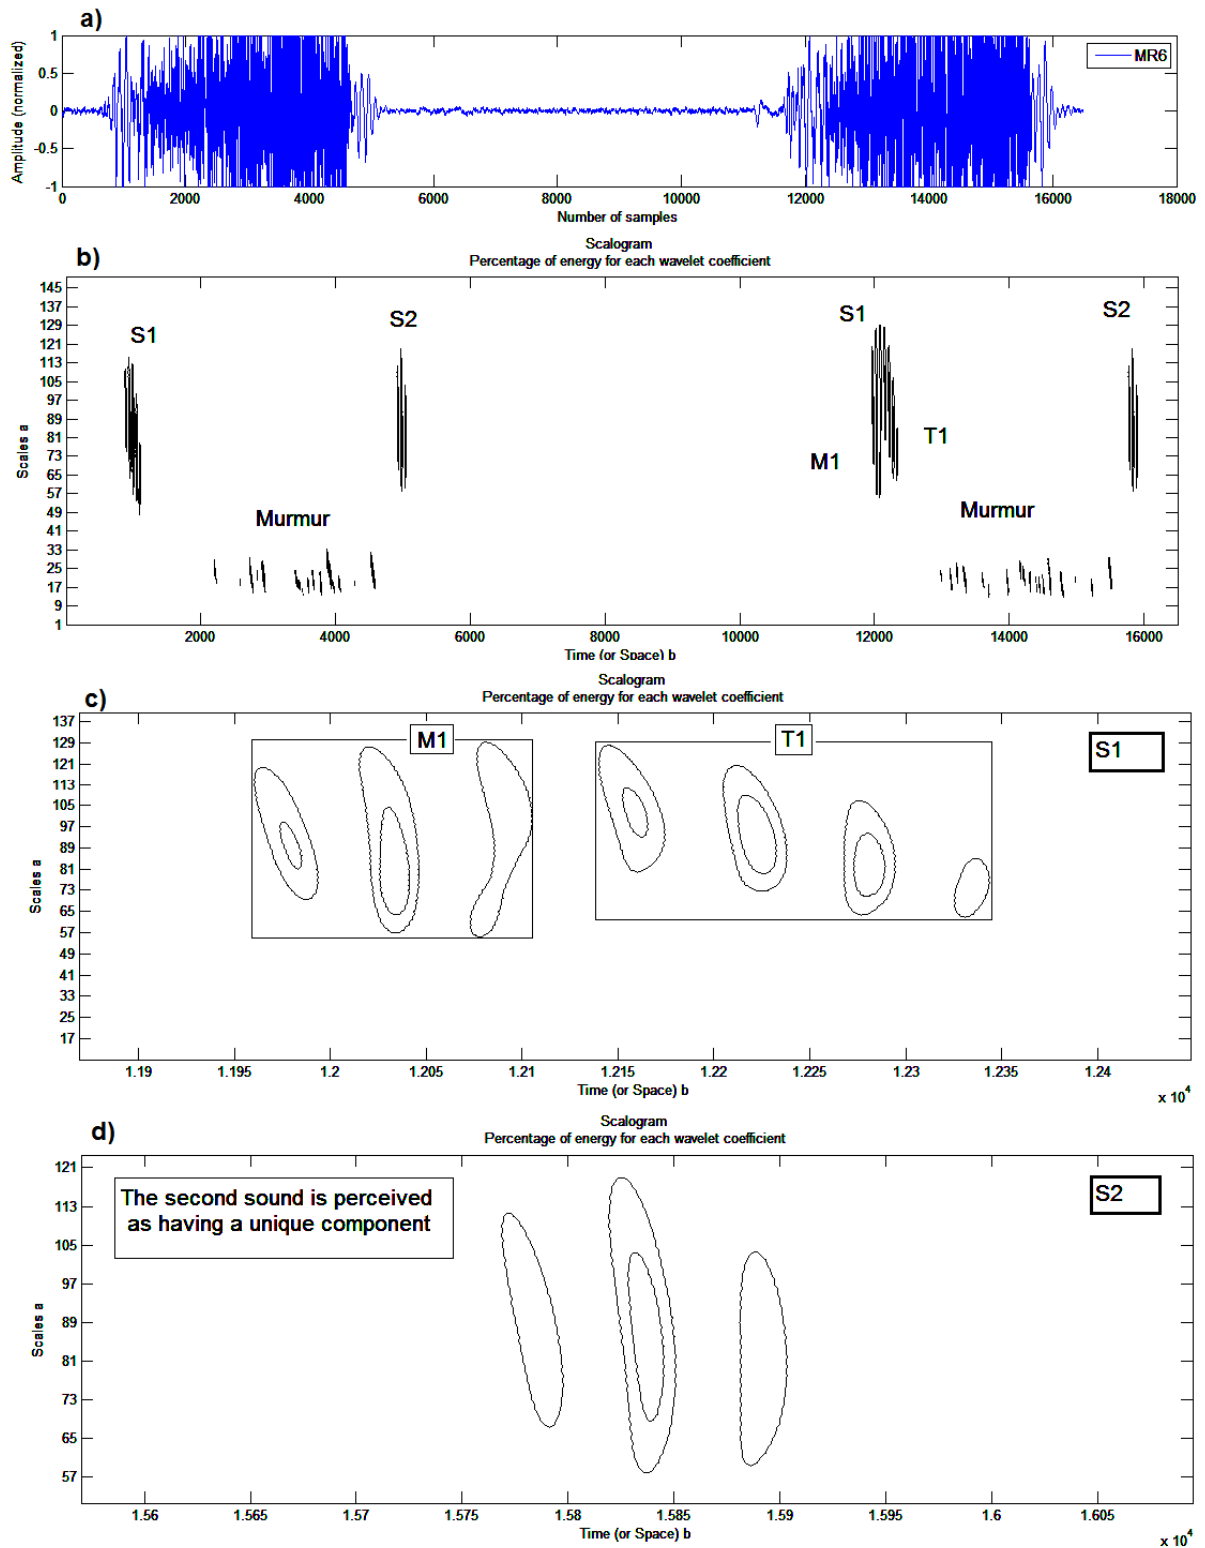 a)
1
0.5
0
-0.5
-1
Amplitude (normalized)
MR6
0 2000 4000 6000 8000 10000 12000 14000 16000 18000
Number of samples
b)
Scalogram
Percentage of energy for each wavelet coefficient
145
137
129
121
113
105
97
89
81
73
65
57
49
41
33
25
17
9
1
Scales a
S1
S2
S1
S2
M1
T1
Murmur
Murmur
2000 4000 6000 8000 10000 12000 14000 16000
Time (or Space) b
c)
Scalogram
Percentage of energy for each wavelet coefficient
137
129
121
113
105
97
89
81
73
65
57
49
41
33
25
17
Scales a
M1
T1
S1
1.19 1.195 1.2 1.205 1.21 1.215 1.22 1.225 1.23 1.235 1.24
Time (or Space) b
x 10⁴
d)
Scalogram
Percentage of energy for each wavelet coefficient
121
113
105
97
89
81
73
65
57
Scales a
The second sound is perceived
as having a unique component
S2
1.56 1.565 1.57 1.575 1.58 1.585 1.59 1.595 1.6 1.605
Time (or Space) b
x 10⁴